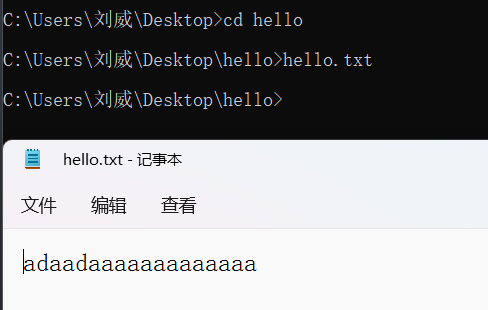 C:\Users\刘威\Desktop>cd hello
C:\Users\刘威\Desktop\hello>hello.txt
C:\Users\刘威\Desktop\hello>
hello.txt - 记事本
文件 编辑 查看
adaadaaaaaaaaaaaaa